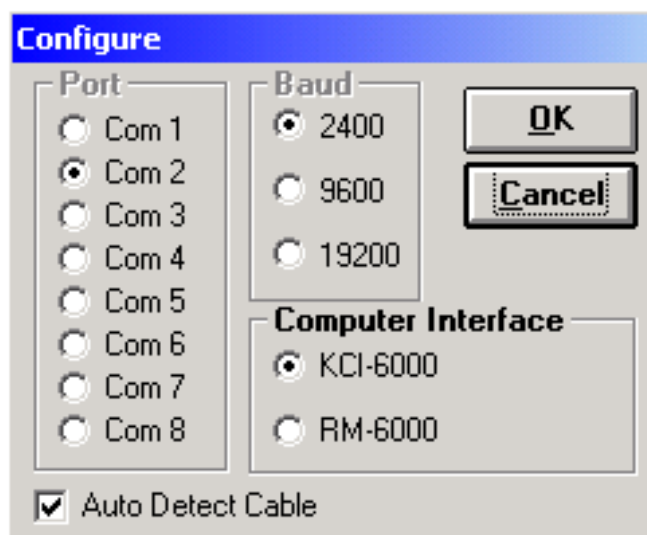 Configure
Port
Com 1
Com 2
Com 3
Com 4
Com 5
Com 6
Com 7
Com 8
Baud
2400
9600
19200
OK
Cancel
Computer Interface
KCI-6000
RM-6000
Auto Detect Cable